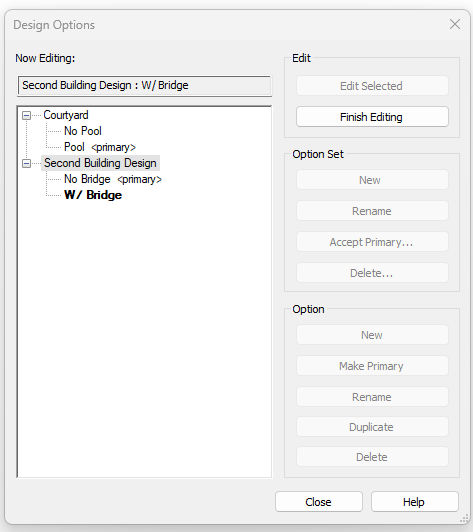 Design Options
Now Editing:
Second Building Design : W/ Bridge
Courtyard
No Pool
Pool <primary>
Second Building Design
No Bridge <primary>
W/ Bridge
Edit
Edit Selected
Finish Editing
Option Set
New
Rename
Accept Primary...
Delete...
Option
New
Make Primary
Rename
Duplicate
Delete
Close
Help